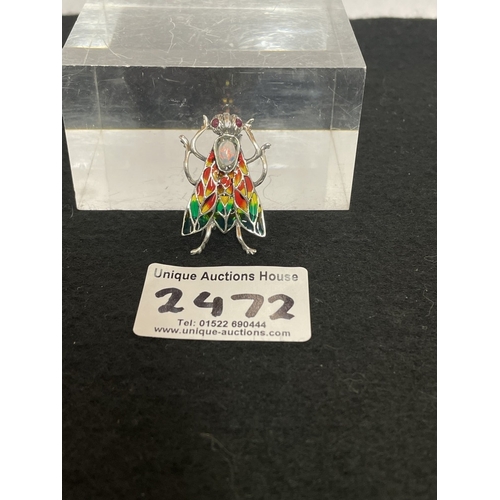 Unique Auctions House
2472
Tel: 01522 690444
www.unique-auctions.com